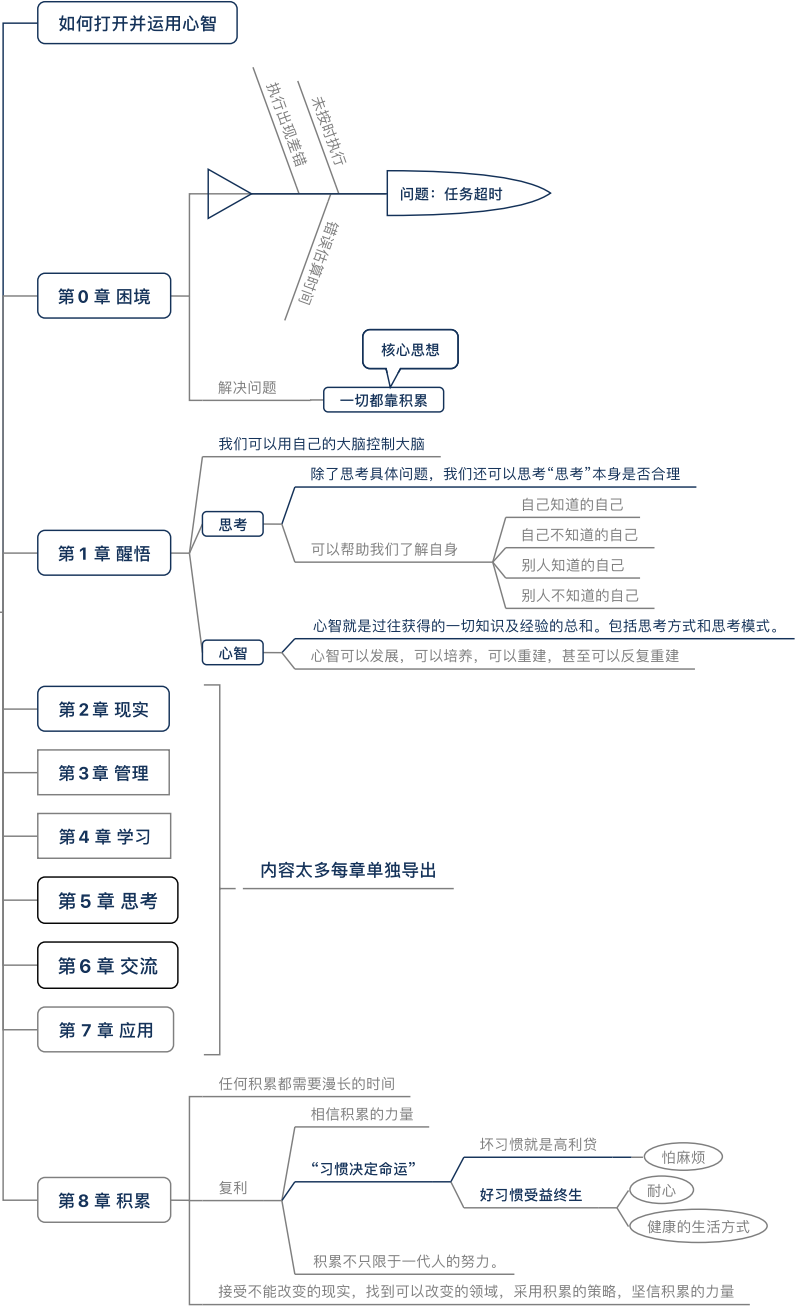 如何打开并运用心智
执行出现差错
未按时执行
问题：任务超时
错误估算时间
第 0 章 困境
核心思想
解决问题
一切都靠积累
我们可以用自己的大脑控制大脑
除了思考具体问题，我们还可以思考“思考”本身是否合理
自己知道的自己
思考
自己不知道的自己
可以帮助我们了解自身
第 1 章 醒悟
别人知道的自己
别人不知道的自己
心智就是过往获得的一切知识及经验的总和。包括思考方式和思考模式。
心智
心智可以发展，可以培养，可以重建，甚至可以反复重建
第 2 章 现实
第 3 章 管理
第 4 章 学习
内容太多每章单独导出
第 5 章 思考
第 6 章 交流
第 7 章 应用
任何积累都需要漫长的时间
相信积累的力量
坏习惯就是高利贷
怕麻烦
“习惯决定命运”
复利
好习惯受益终生
耐心
第 8 章 积累
健康的生活方式
积累不只限于一代人的努力。
接受不能改变的现实，找到可以改变的领域，采用积累的策略，坚信积累的力量